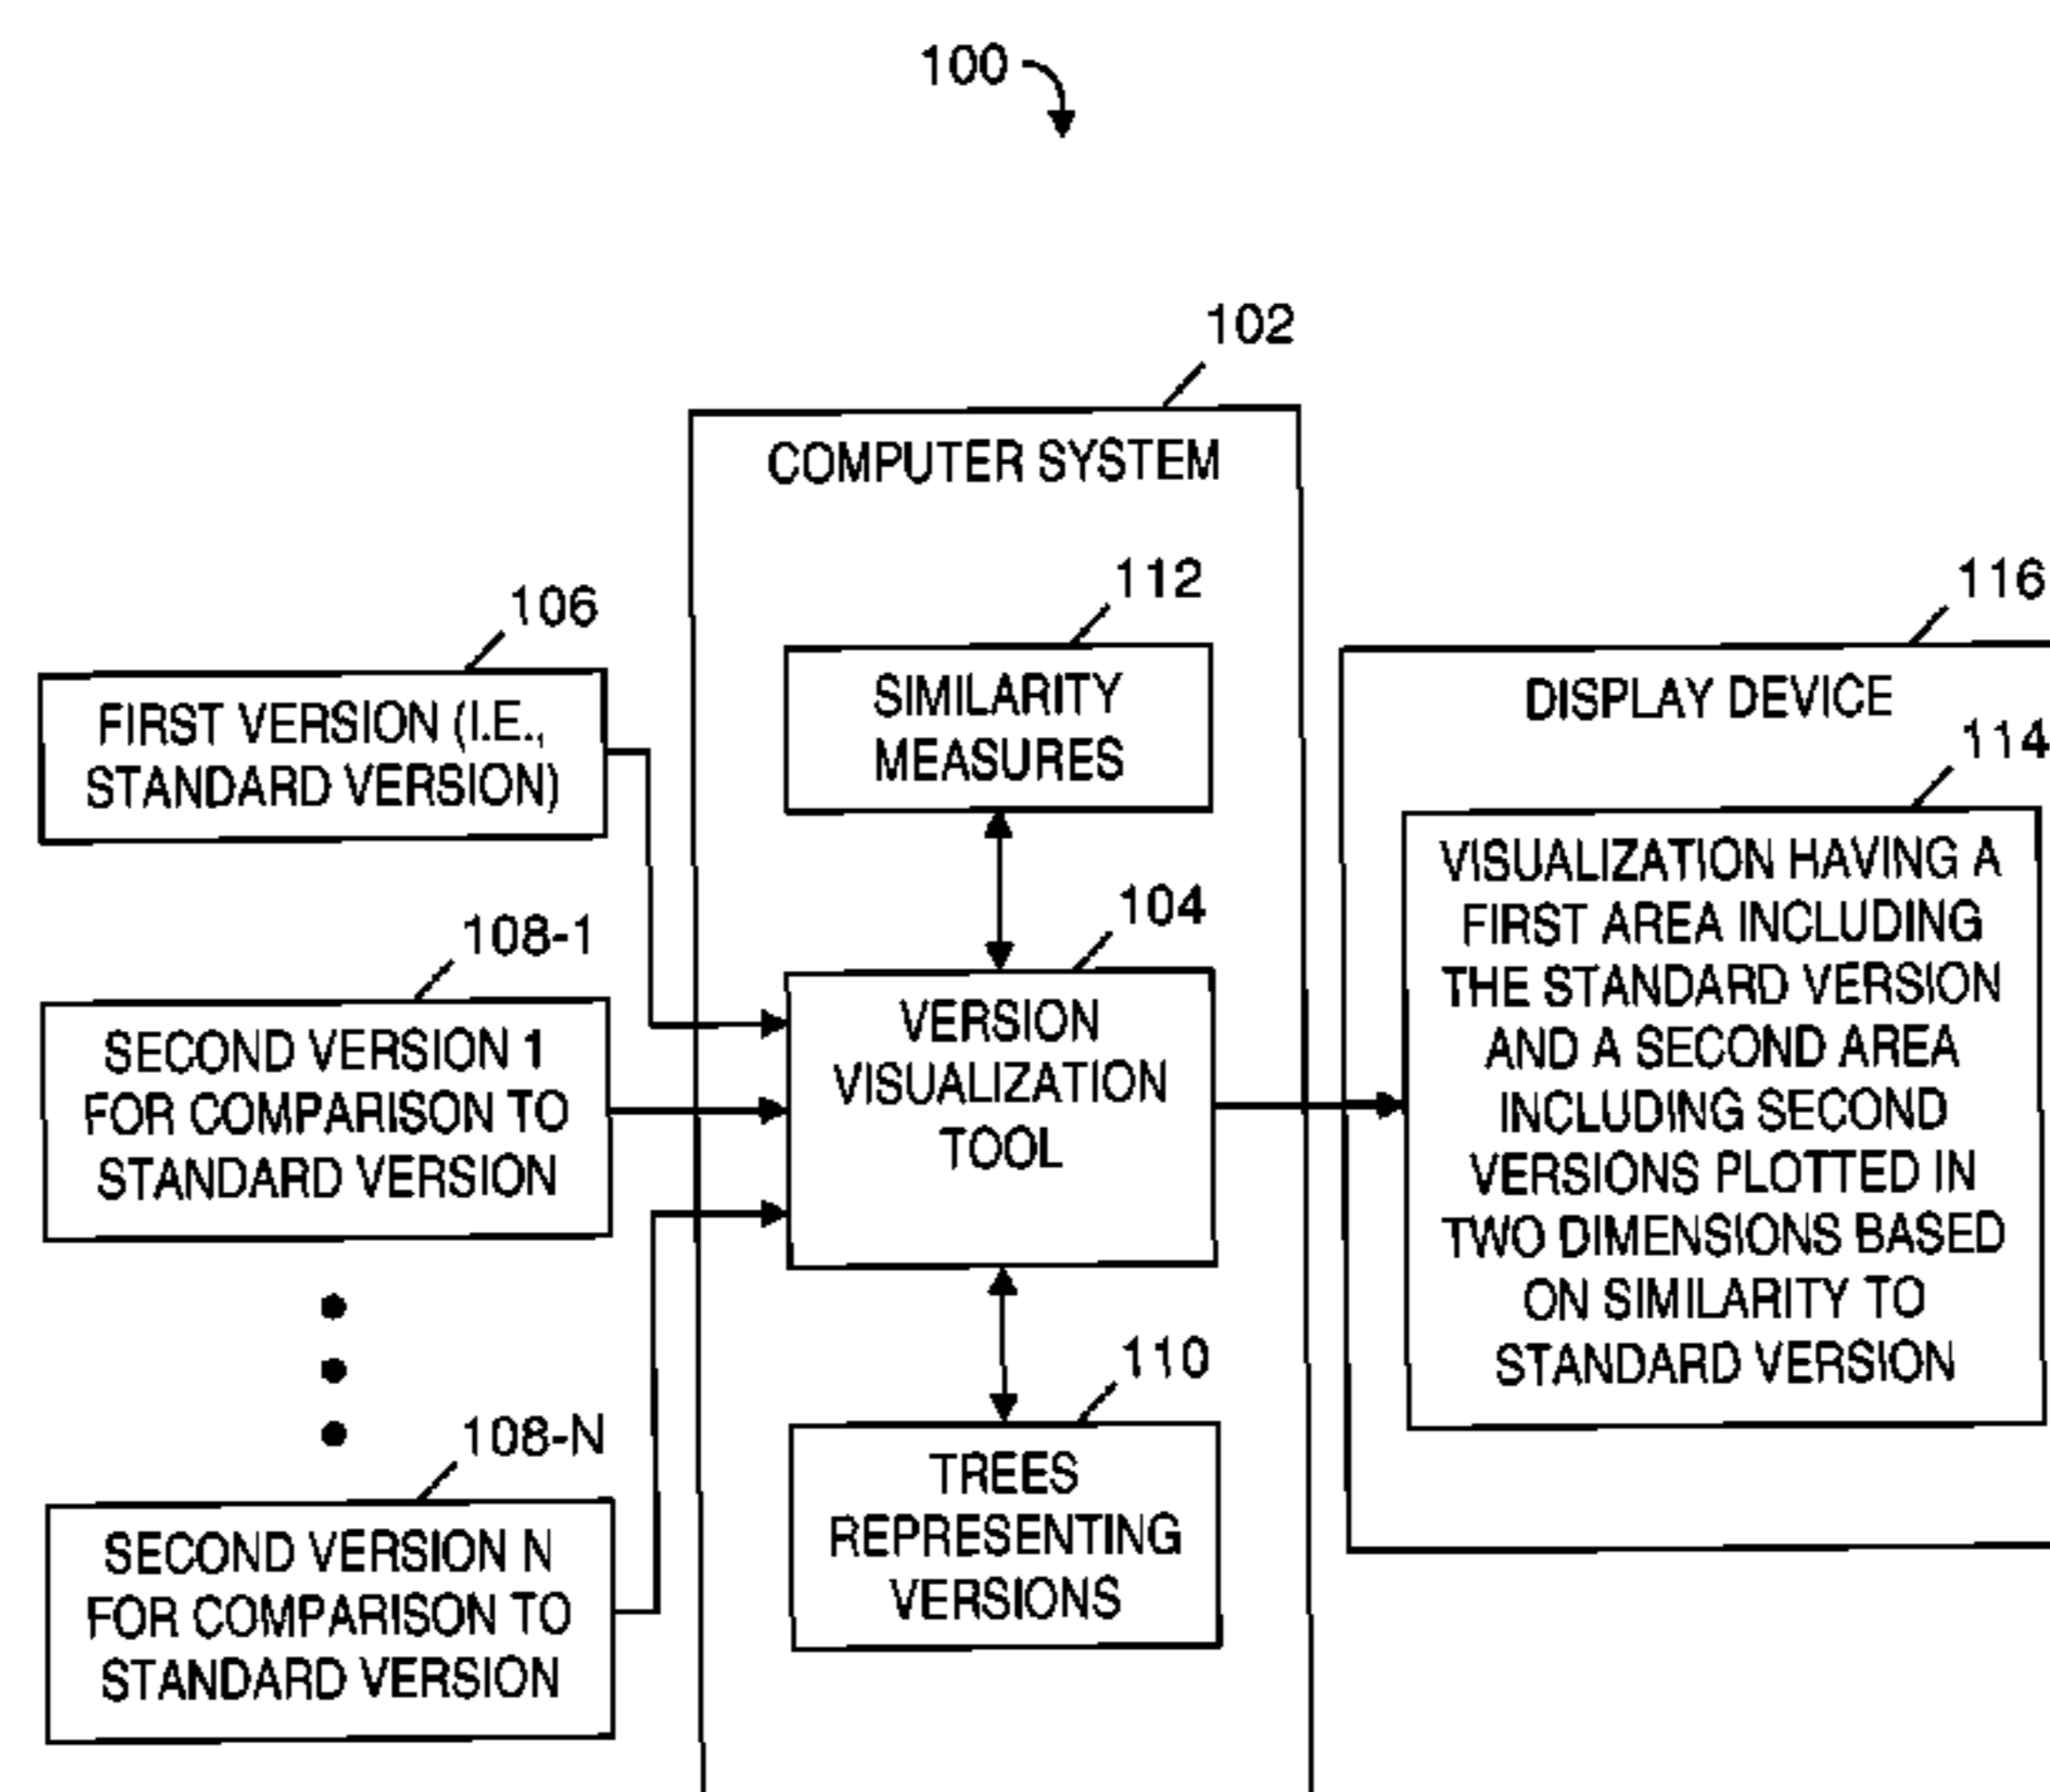 100
102
COMPUTER SYSTEM
112
SIMILARITY
MEASURES
106
FIRST VERSION (I.E.,
STANDARD VERSION)
108-1
SECOND VERSION 1
FOR COMPARISON TO
STANDARD VERSION
108-N
SECOND VERSION N
FOR COMPARISON TO
STANDARD VERSION
104
VERSION
VISUALIZATION
TOOL
110
TREES
REPRESENTING
VERSIONS
116
DISPLAY DEVICE
114
VISUALIZATION HAVING A
FIRST AREA INCLUDING
THE STANDARD VERSION
AND A SECOND AREA
INCLUDING SECOND
VERSIONS PLOTTED IN
TWO DIMENSIONS BASED
ON SIMILARITY TO
STANDARD VERSION